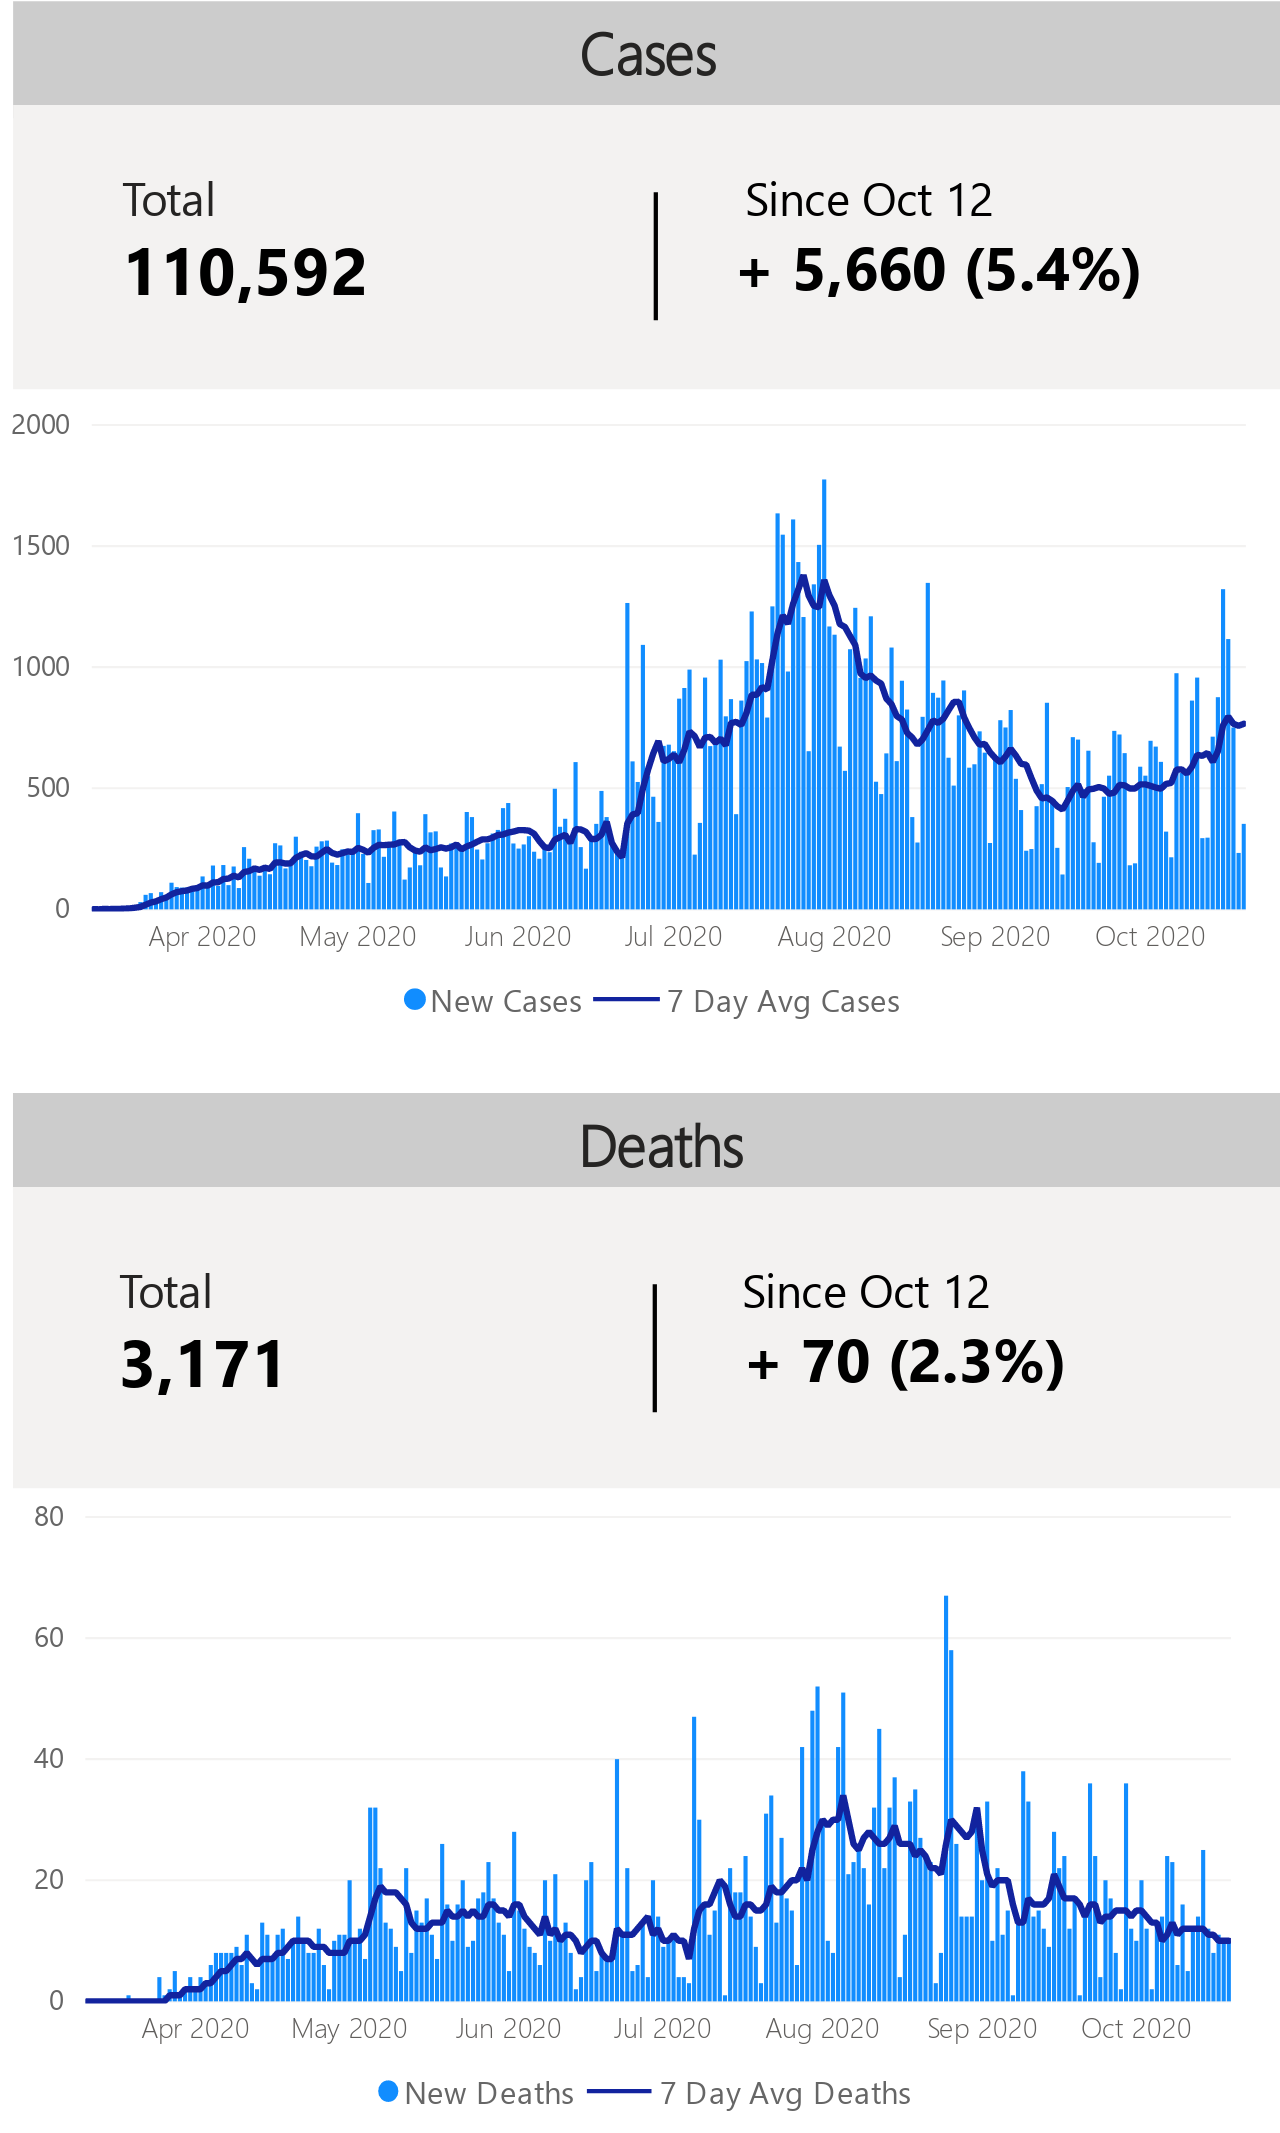 Cases
Total
Since Oct 12
110,592
+ 5,660 (5.4%)
2000
1500
1000
500
0
Apr 2020
May 2020
Jun 2020
Jul 2020
Aug 2020
Sep 2020
Oct 2020
New Cases
7 Day Avg Cases
Deaths
Total
Since Oct 12
3,171
+ 70 (2.3%)
80
60
40
20
0
Apr 2020
May 2020
Jun 2020
Jul 2020
Aug 2020
Sep 2020
Oct 2020
New Deaths
7 Day Avg Deaths